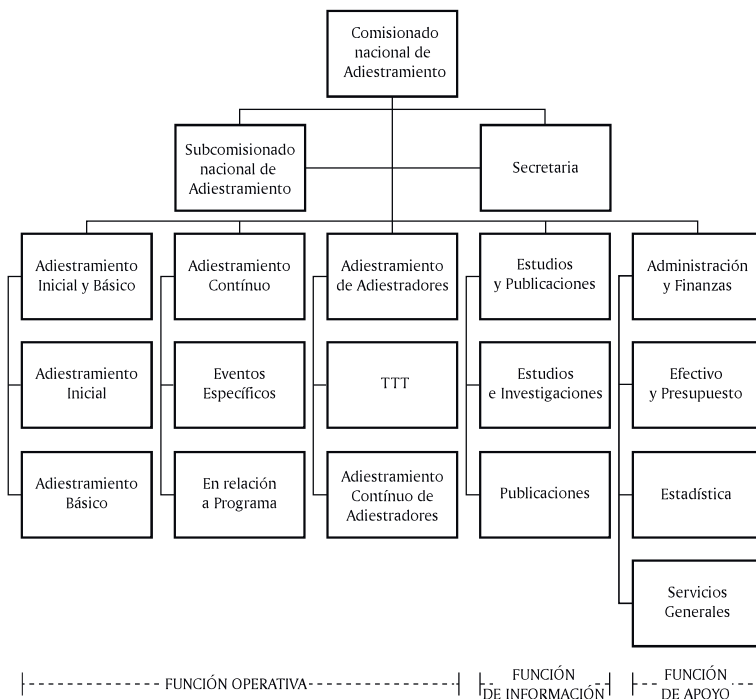 Comisionado
nacional de
Adiestramiento
Subcomisionado
nacional de
Adiestramiento
Secretaria
Adiestramiento
Inicial y Básico
Adiestramiento
Contínuo
Adiestramiento
de Adiestradores
Estudios
y Publicaciones
Administración
y Finanzas
Adiestramiento
Inicial
Eventos
Específicos
TTT
Estudios
e Investigaciones
Efectivo
y Presupuesto
Adiestramiento
Básico
En relación
a Programa
Adiestramiento
Contínuo de
Adiestradores
Publicaciones
Estadística
Servicios
Generales
FUNCIÓN OPERATIVA
FUNCIÓN
DE INFORMACIÓN
FUNCIÓN
DE APOYO